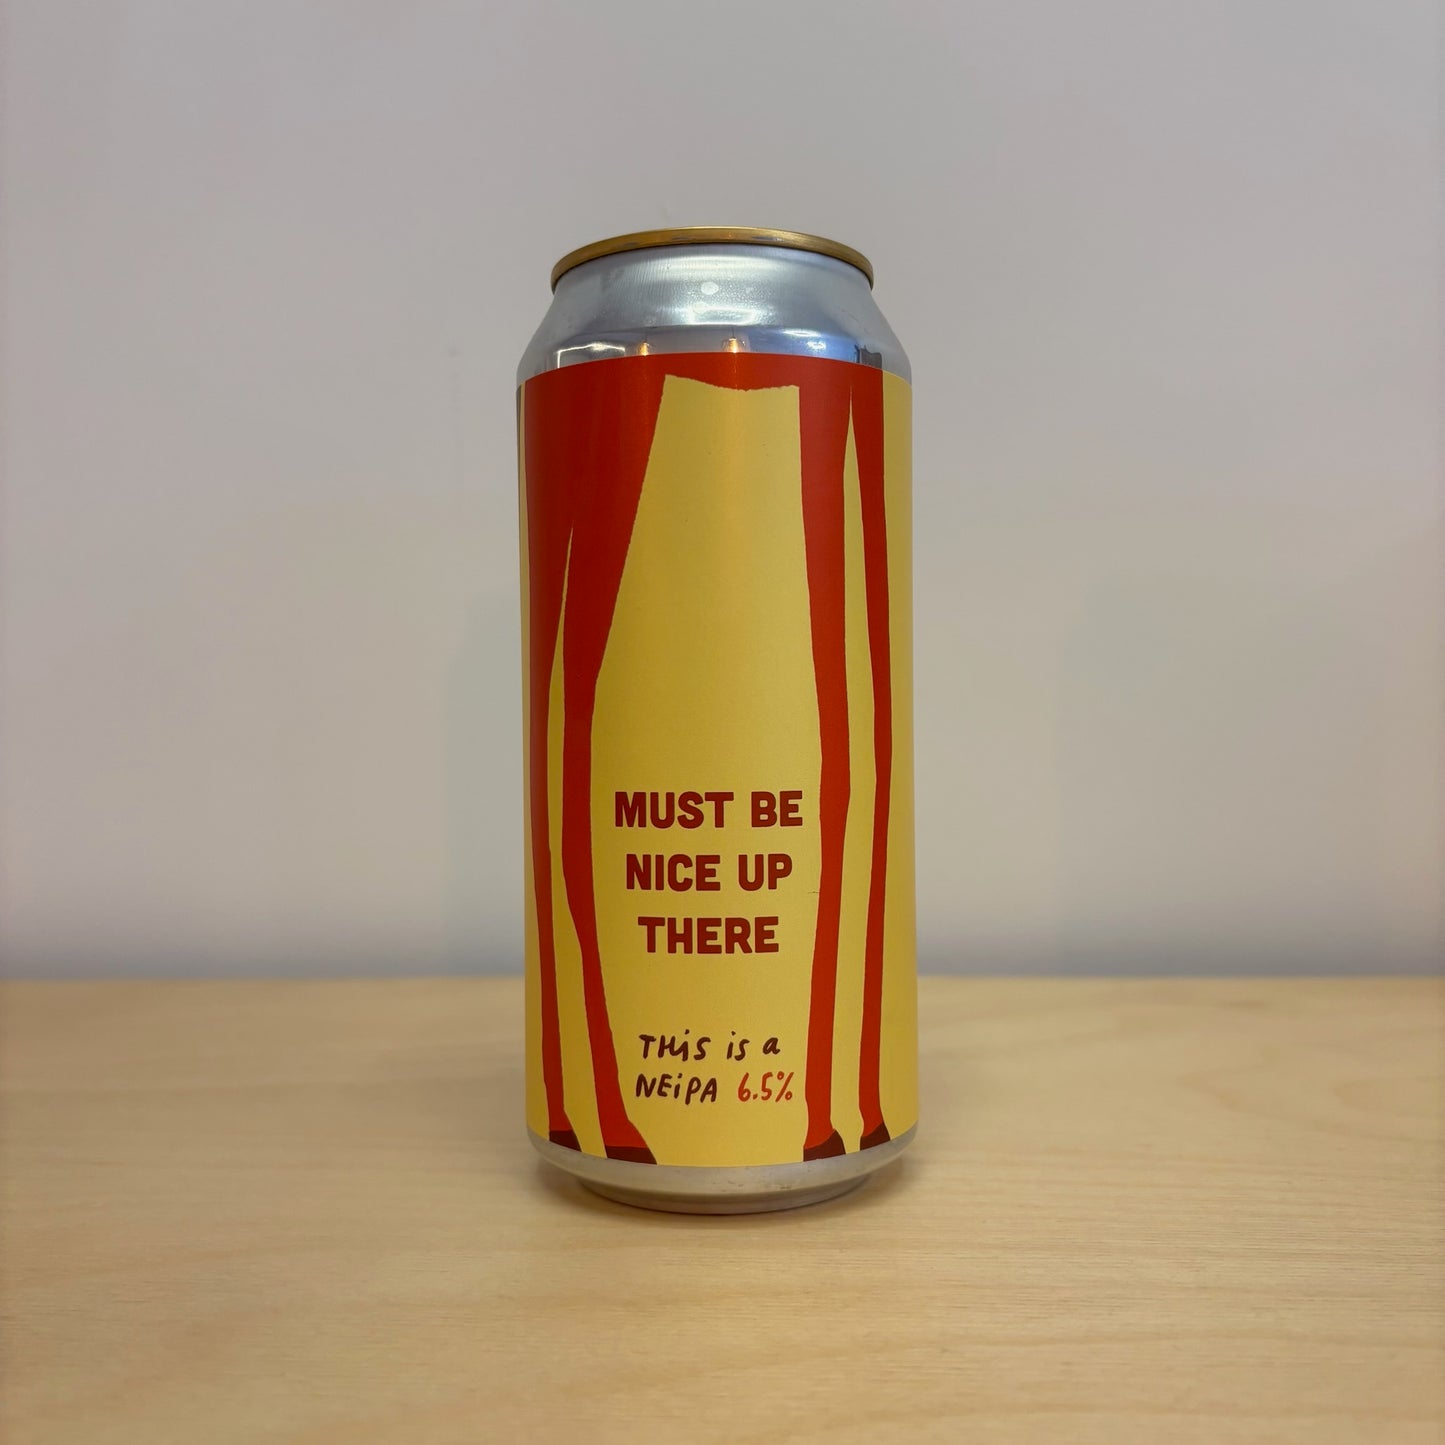 MUST BE
NICE UP
THERE
THiS is a
NEiPA 6.5%